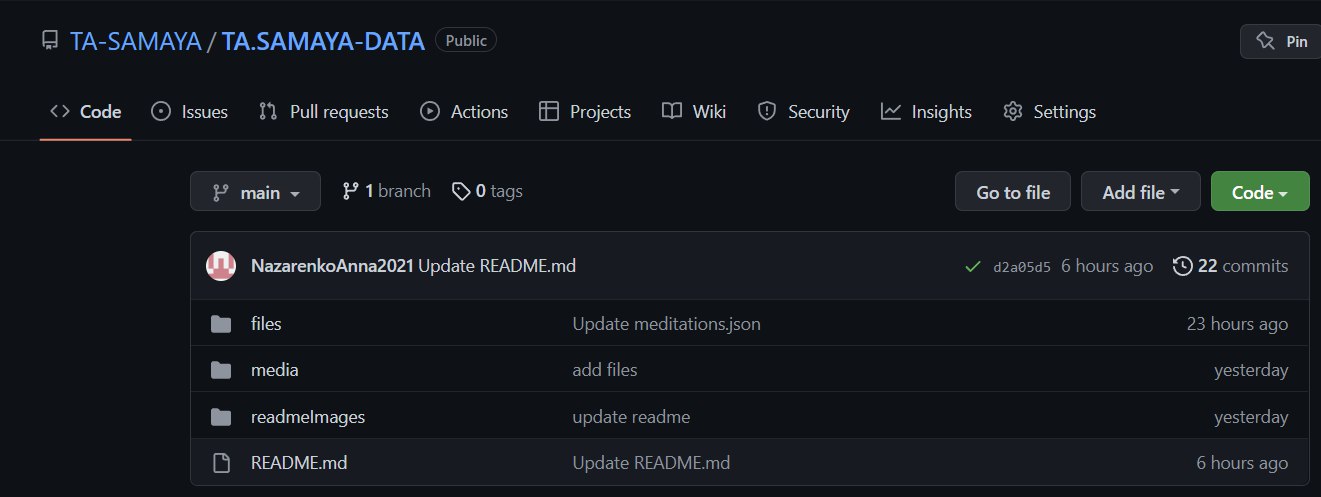 TA-SAMAYA / TA.SAMAYA-DATA Public Pin
Code Issues Pull requests Actions Projects Wiki Security Insights Settings
main 1 branch 0 tags Go to file Add file Code
NazarenkoAnna2021 Update README.md d2a05d5 6 hours ago 22 commits
files Update meditations.json 23 hours ago
media add files yesterday
readmeImages update readme yesterday
README.md Update README.md 6 hours ago